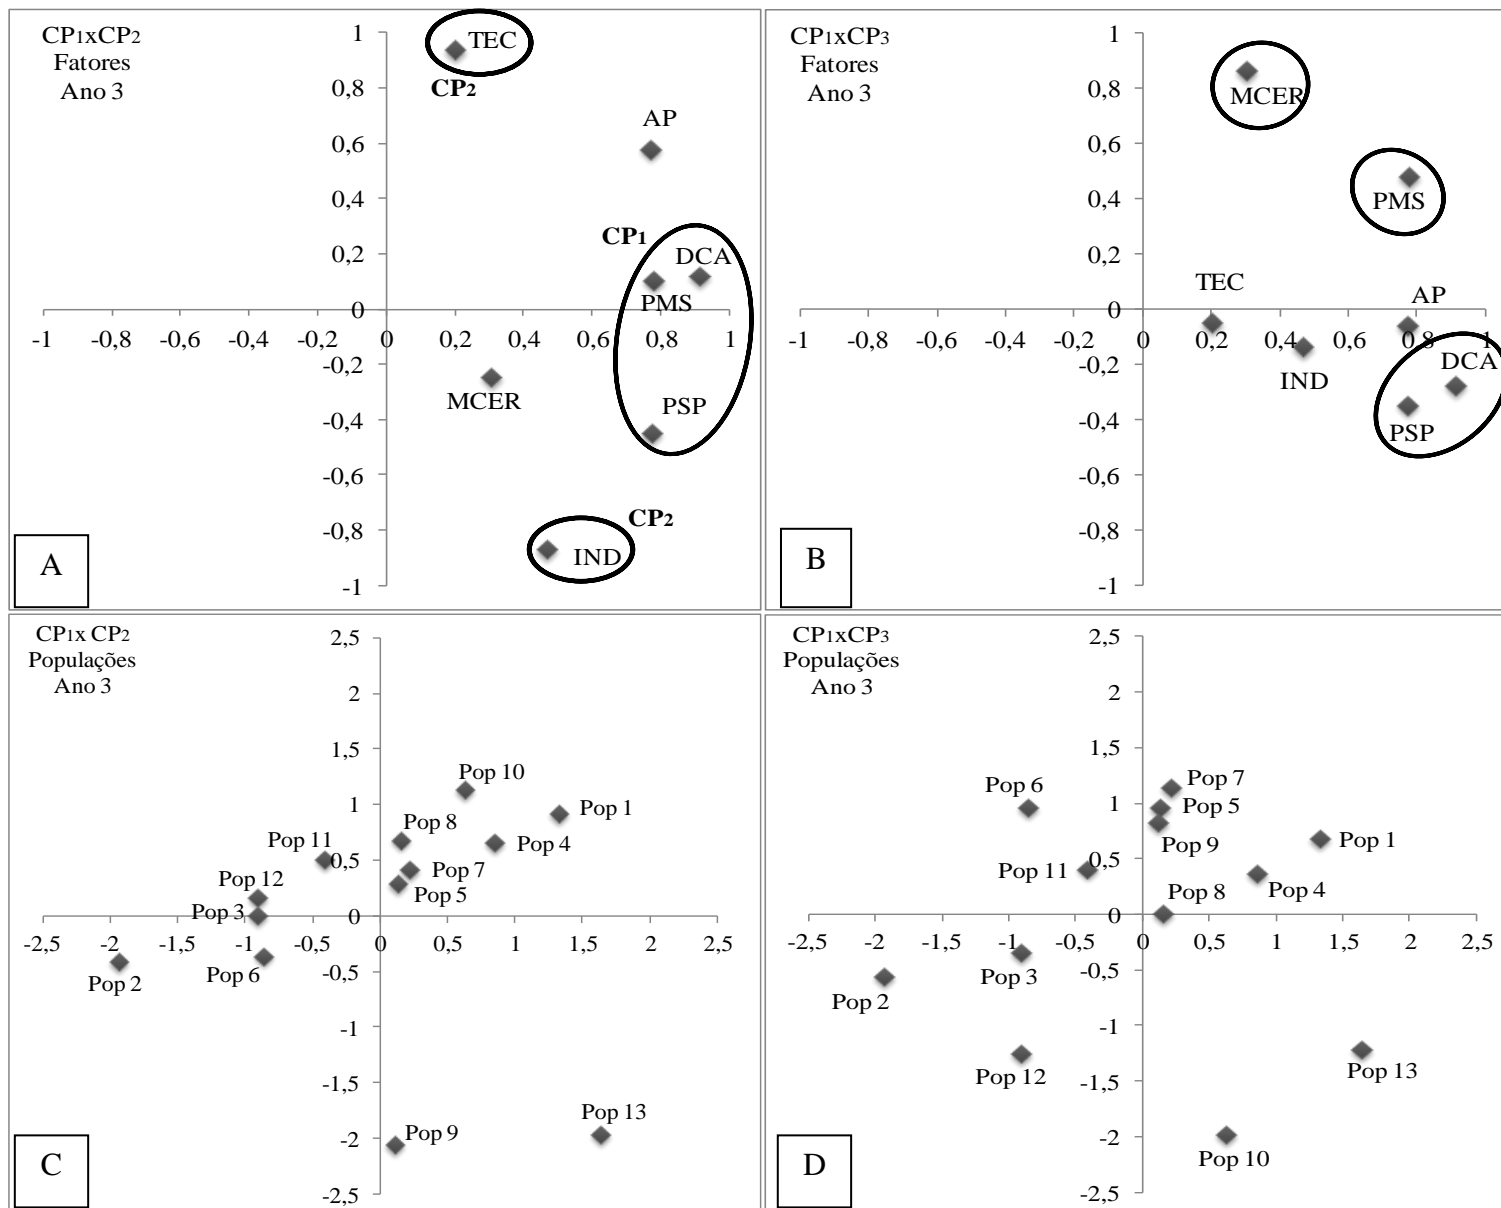 CP1xCP2
Fatores
Ano 3
1
0,8
0,6
0,4
0,2
0
-0,2
-0,4
-0,6
-0,8
-1
-1 -0,8 -0,6 -0,4 -0,2 0 0,2 0,4 0,6 0,8 1
TEC
CP2
AP
CP1
DCA
PMS
MCER
PSP
CP2
IND
A
CP1xCP3
Fatores
Ano 3
1
0,8
0,6
0,4
0,2
0
-0,2
-0,4
-0,6
-0,8
-1
-1 -0,8 -0,6 -0,4 -0,2 0 0,2 0,4 0,6 0,8 1
MCER
PMS
TEC
AP
IND
DCA
PSP
B
CP1x CP2
Populações
Ano 3
2,5
2
1,5
1
0,5
0
-0,5
-1
-1,5
-2
-2,5
-2,5 -2 -1,5 -1 -0,5 0 0,5 1 1,5 2 2,5
Pop 10
Pop 1
Pop 8
Pop 4
Pop 11
Pop 7
Pop 12
Pop 5
Pop 3
Pop 6
Pop 2
Pop 13
Pop 9
C
CP1xCP3
Populações
Ano 3
2,5
2
1,5
1
0,5
0
-0,5
-1
-1,5
-2
-2,5
-2,5 -2 -1,5 -1 -0,5 0 0,5 1 1,5 2 2,5
Pop 7
Pop 6
Pop 5
Pop 1
Pop 9
Pop 11
Pop 4
Pop 8
Pop 3
Pop 2
Pop 12
Pop 13
Pop 10
D